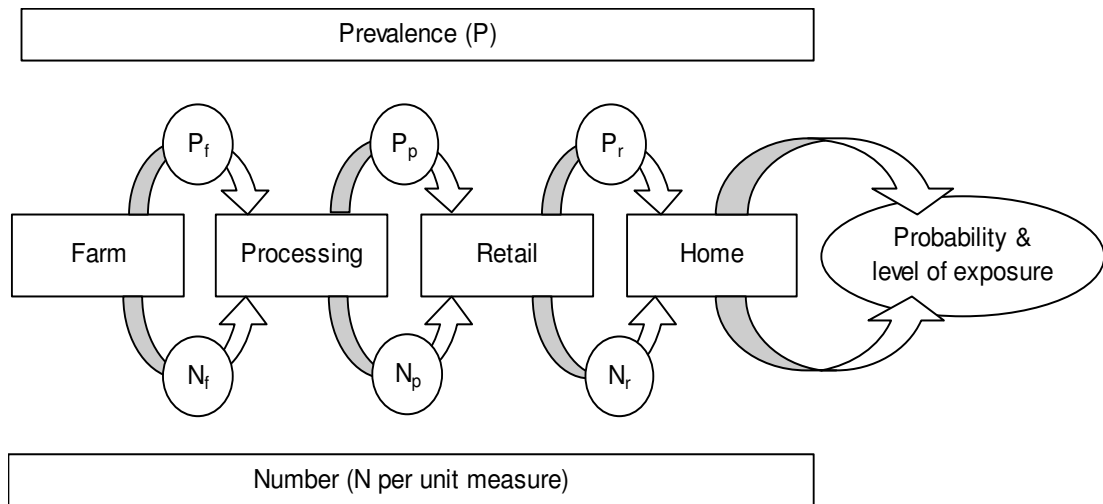 Prevalence (P)
Pf
Pp
Pr
Farm
Processing
Retail
Home
Probability &
level of exposure
Nf
Np
Nr
Number (N per unit measure)